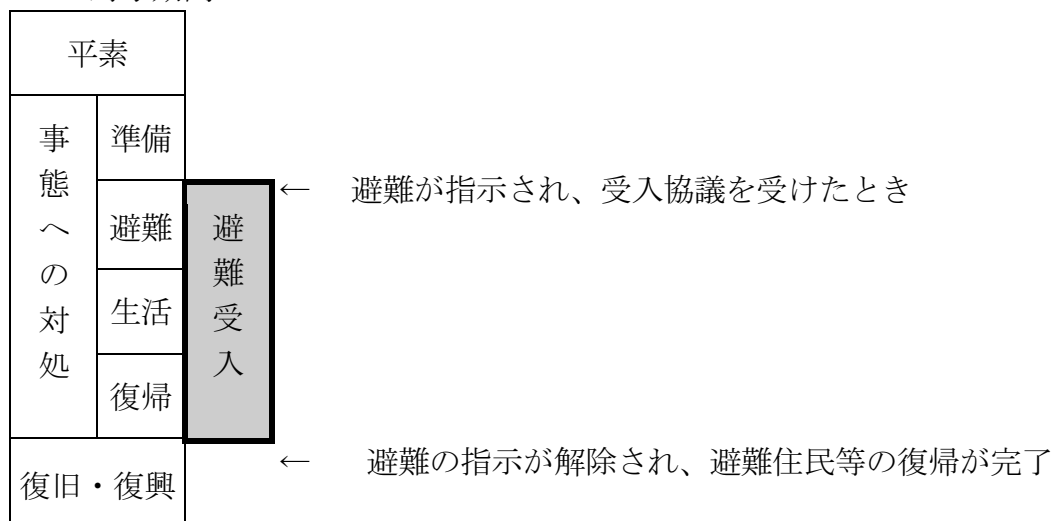 平素
事態への対処
準備
避難
生活
復帰
避難受入
← 避難が指示され、受入協議を受けたとき
復旧・復興
← 避難の指示が解除され、避難住民等の復帰が完了